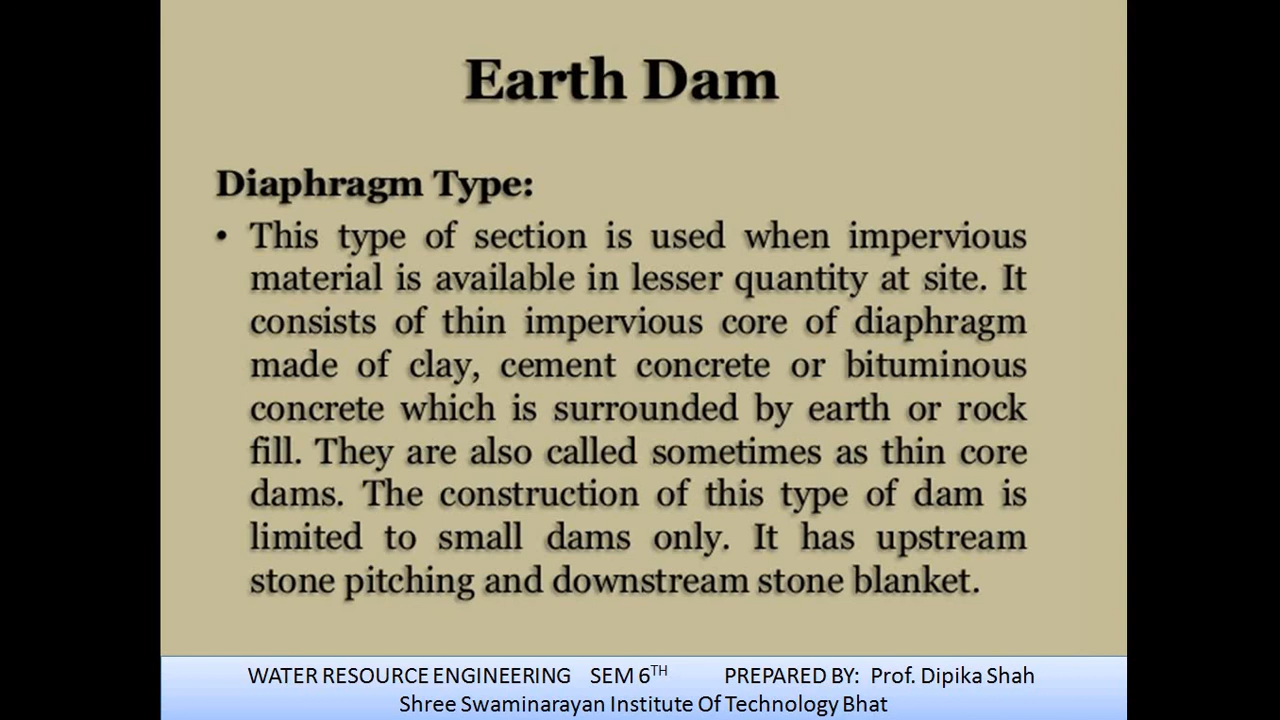 Earth Dam
Diaphragm Type:
• This type of section is used when impervious
material is available in lesser quantity at site. It
consists of thin impervious core of diaphragm
made of clay, cement concrete or bituminous
concrete which is surrounded by earth or rock
fill. They are also called sometimes as thin core
dams. The construction of this type of dam is
limited to small dams only. It has upstream
stone pitching and downstream stone blanket.
WATER RESOURCE ENGINEERING SEM 6TH PREPARED BY: Prof. Dipika Shah
Shree Swaminarayan Institute Of Technology Bhat